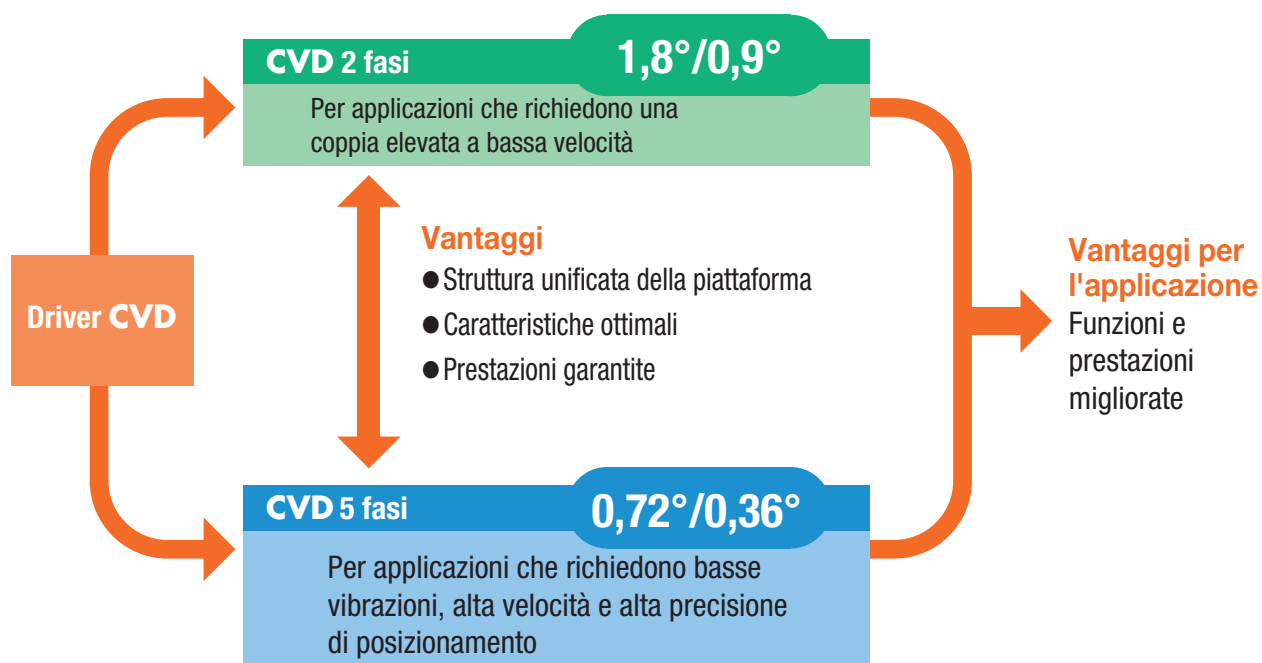 CVD 2 fasi
1,8°/0,9°
Per applicazioni che richiedono una
coppia elevata a bassa velocità
Driver CVD
Vantaggi
● Struttura unificata della piattaforma
● Caratteristiche ottimali
● Prestazioni garantite
Vantaggi per
l'applicazione
Funzioni e
prestazioni
migliorate
CVD 5 fasi
0,72°/0,36°
Per applicazioni che richiedono basse
vibrazioni, alta velocità e alta precisione
di posizionamento